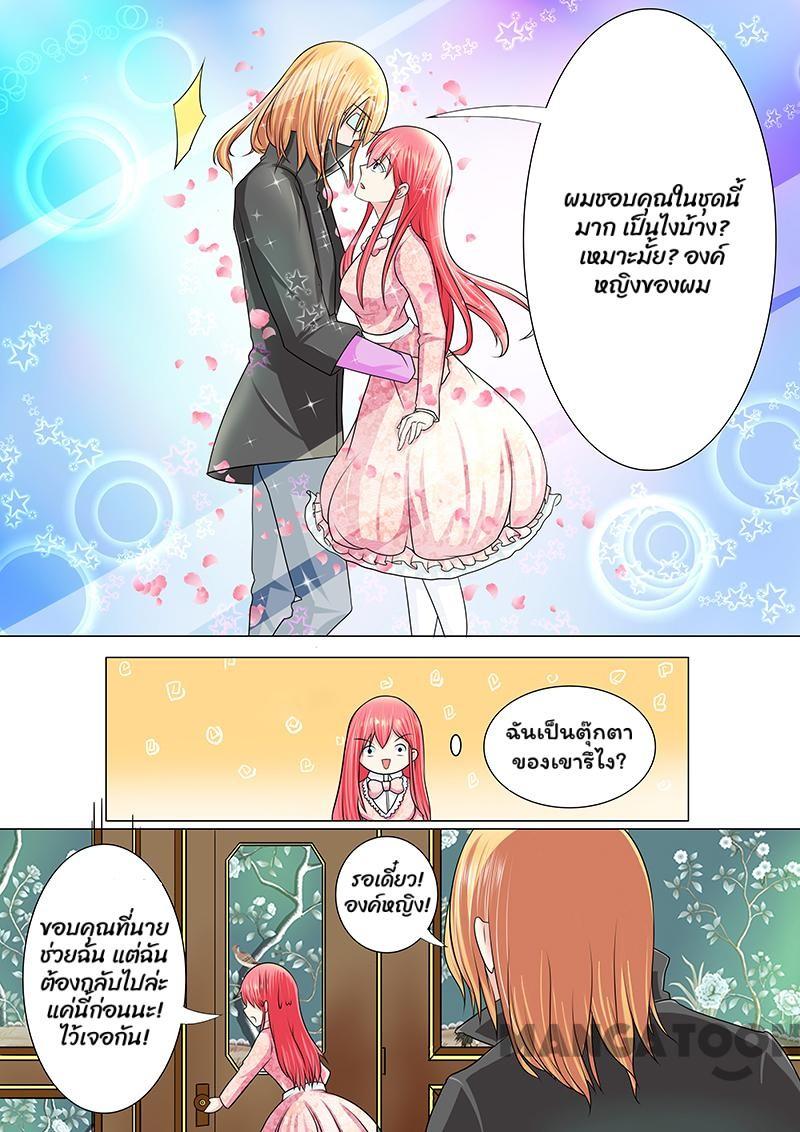 ผมชอบคุณในชุดนี้
มาก เป็นไงบ้าง?
เหมาะมั้ย? องค์
หญิงของผม
ฉันเป็นตุ๊กตา
ของเขารึไง?
รอเดี๋ยว!
องค์หญิง!
ขอบคุณที่นาย
ช่วยฉัน แต่ฉัน
ต้องกลับไปล่ะ
แค่นี้ก่อนนะ!
ไว้เจอกัน!
MANGATOON